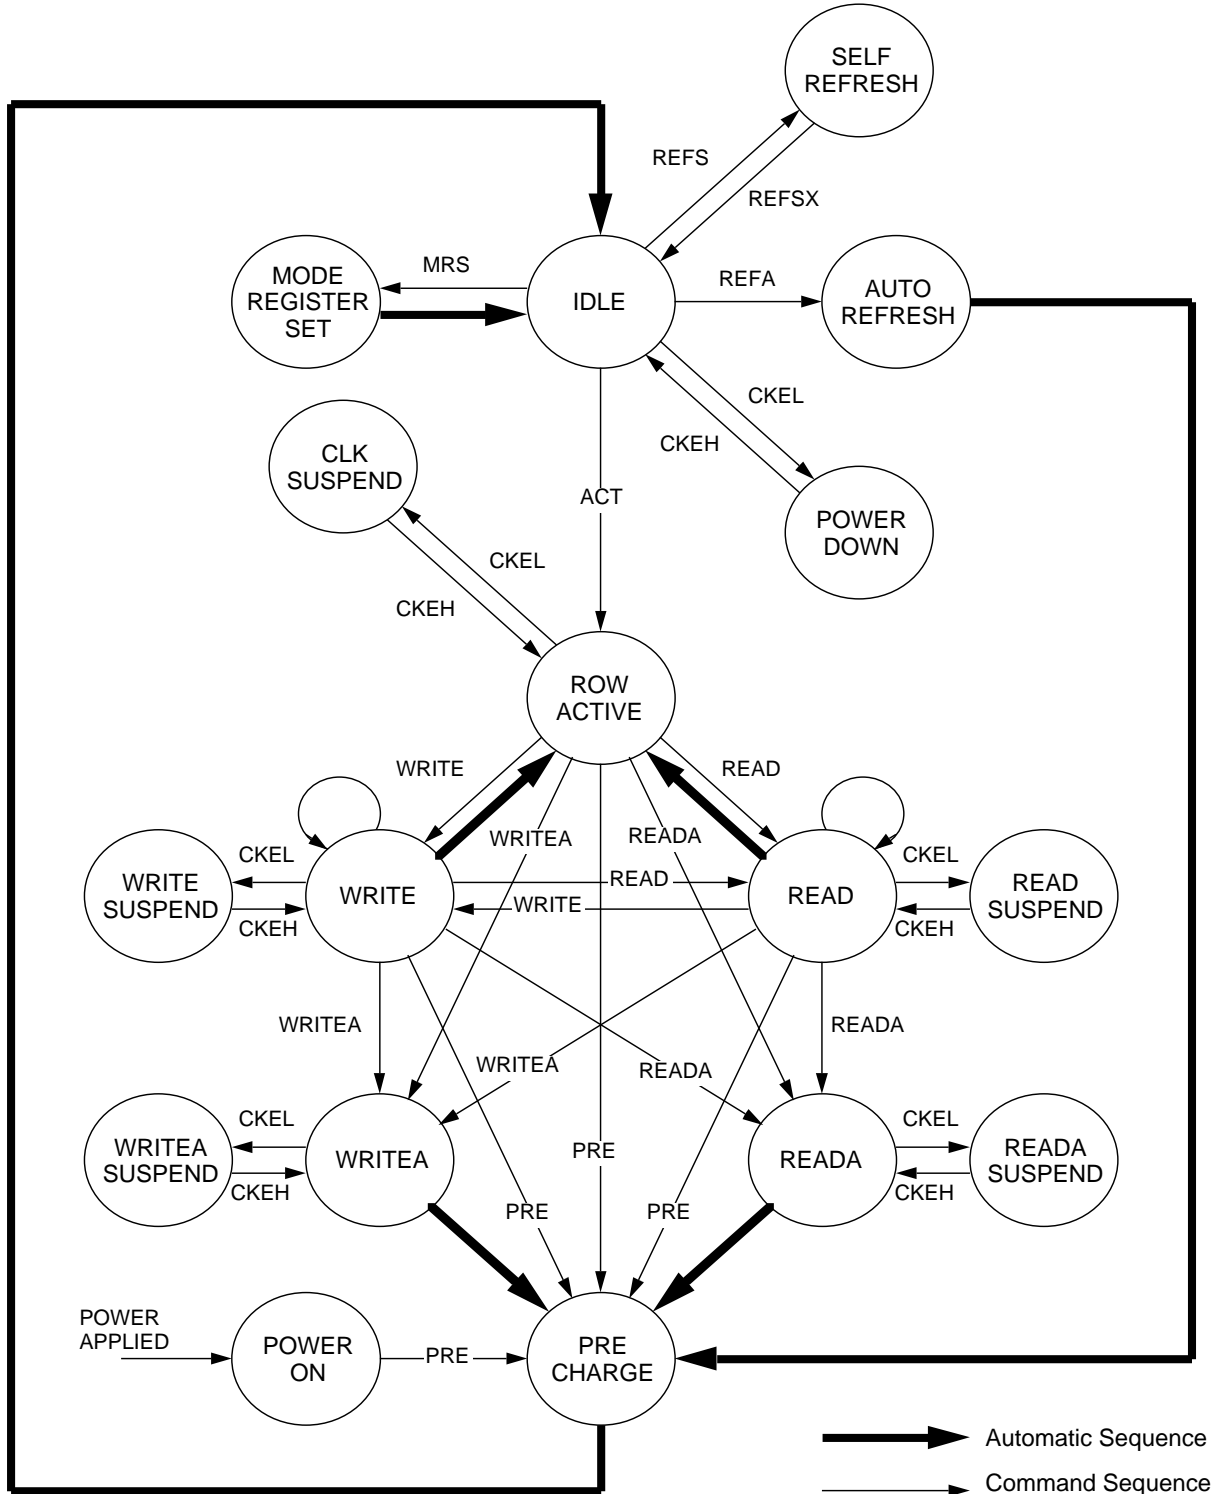 SELF
REFRESH
REFS
REFSX
MODE
REGISTER
SET
MRS
IDLE
REFA
AUTO
REFRESH
CKEL
CKEH
CLK
SUSPEND
ACT
POWER
DOWN
CKEL
CKEH
ROW
ACTIVE
WRITE
READ
WRITEA
READA
WRITE
SUSPEND
CKEL
CKEH
WRITE
READ
WRITE
READ
CKEL
CKEH
READ
SUSPEND
WRITEA
READA
WRITEA
READA
WRITEA
SUSPEND
CKEL
CKEH
WRITEA
PRE
READA
CKEL
CKEH
READA
SUSPEND
PRE
PRE
POWER
APPLIED
POWER
ON
PRE
PRE
CHARGE
Automatic Sequence
Command Sequence